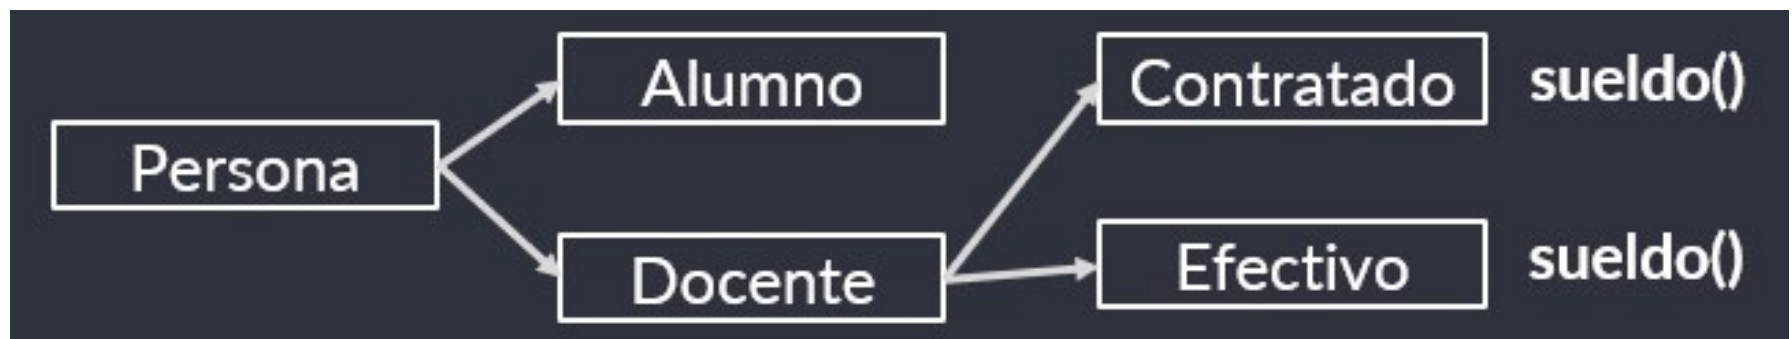 Persona
Alumno
Docente
Contratado
sueldo()
Efectivo
sueldo()